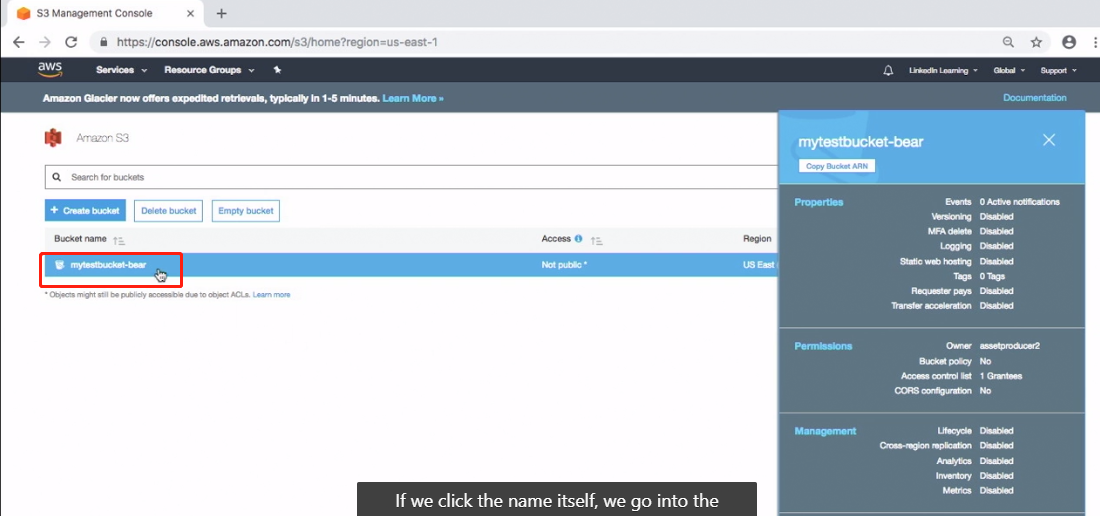 S3 Management Console
https://console.aws.amazon.com/s3/home?region=us-east-1
aws Services Resource Groups LinkedIn Learning Global Support
Amazon Glacier now offers expedited retrievals, typically in 1-5 minutes. Learn More » Documentation
Amazon S3
Search for buckets
+ Create bucket Delete bucket Empty bucket
Bucket name Access Region
mytestbucket-bear Not public * US East
* Objects might still be publicly accessible due to object ACLs. Learn more
mytestbucket-bear
Copy Bucket ARN
Properties Events 0 Active notifications
Versioning Disabled
MFA delete Disabled
Logging Disabled
Static web hosting Disabled
Tags 0 Tags
Requester pays Disabled
Transfer acceleration Disabled
Permissions Owner assetproducer2
Bucket policy No
Access control list 1 Grantees
CORS configuration No
Management Lifecycle Disabled
Cross-region replication Disabled
Analytics Disabled
Inventory Disabled
Metrics Disabled
If we click the name itself, we go into the